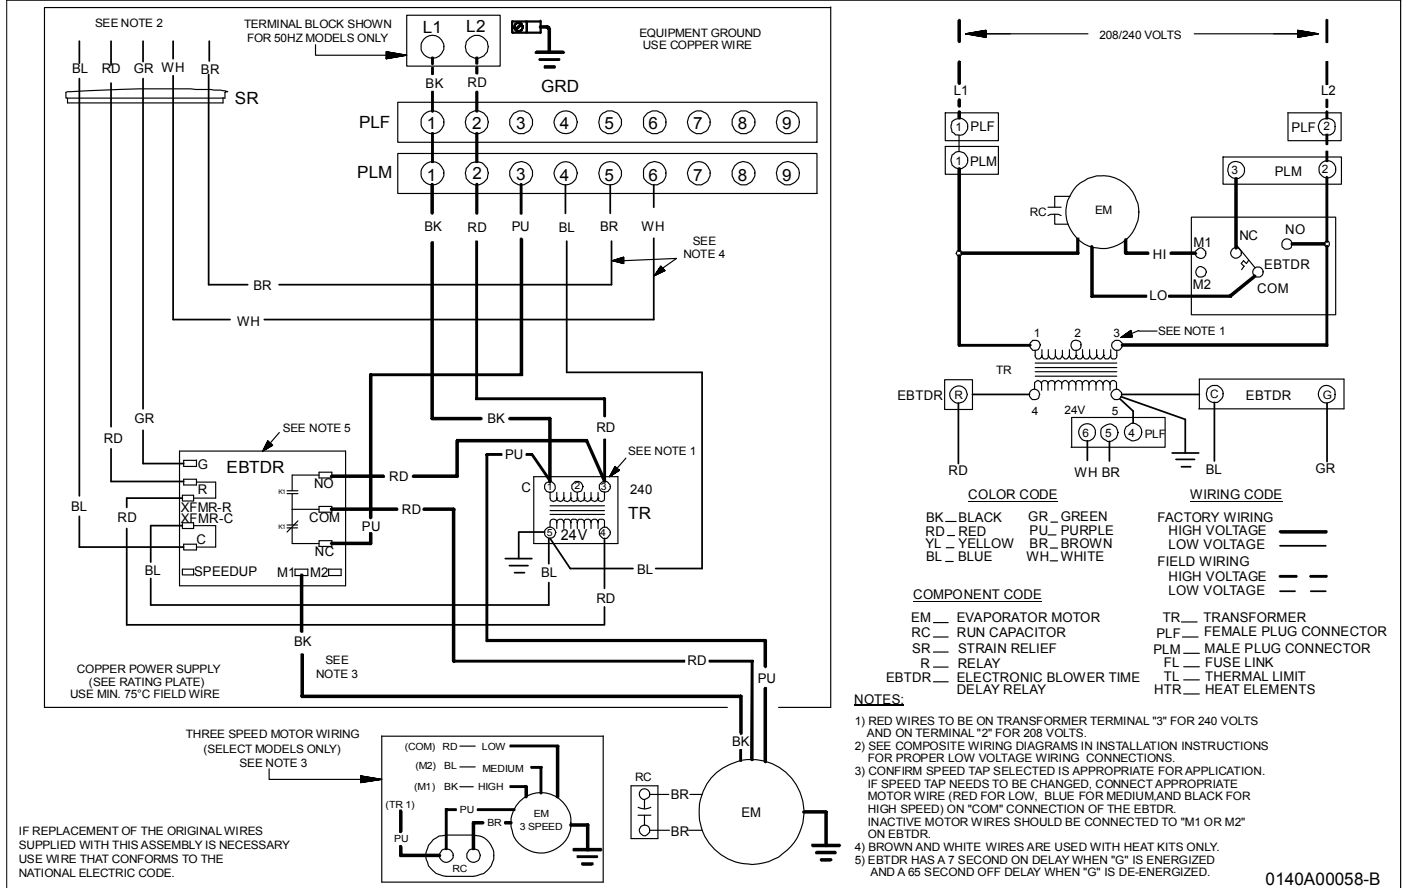 SEE NOTE 2
BL RD GR WH BR
SR
TERMINAL BLOCK SHOWN
FOR 50HZ MODELS ONLY
L1 L2
EQUIPMENT GROUND
USE COPPER WIRE
BK RD
GRD
PLF 1 2 3 4 5 6 7 8 9
PLM 1 2 3 4 5 6 7 8 9
BK RD PU BL BR WH
SEE
NOTE 4
BR
WH
GR
RD
BL
RD
BL
SEE NOTE 5
EBTDR
G
R
XFMR-R
XFMR-C
C
SPEEDUP
K1
K1
NO
COM
NC
M1 M2
RD
RD
PU
BK
PU
RD
SEE NOTE 1
C 1 2 3 240
TR
5 24V 4
BL
BL
RD
BK
SEE
NOTE 3
RD
PU
BK
COPPER POWER SUPPLY
(SEE RATING PLATE)
USE MIN. 75°C FIELD WIRE
THREE SPEED MOTOR WIRING
(SELECT MODELS ONLY)
SEE NOTE 3
(COM) RD LOW
(M2) BL MEDIUM
(M1) BK HIGH
(TR 1)
PU
PU
BR
EM
3 SPEED
RC
RC
BR
BR
EM
IF REPLACEMENT OF THE ORIGINAL WIRES
SUPPLIED WITH THIS ASSEMBLY IS NECESSARY
USE WIRE THAT CONFORMS TO THE
NATIONAL ELECTRIC CODE.
208/240 VOLTS
L1 L2
1 PLF
PLF 2
1 PLM
3 PLM 2
RC
EM
NC NO
M1
HI
EBTDR
M2
COM
LO
SEE NOTE 1
1 2 3
TR
4 24V 5
EBTDR R
C EBTDR G
6 5 4 PLF
RD WH BR BL GR
COLOR CODE
BK BLACK GR GREEN
RD RED PU PURPLE
YL YELLOW BR BROWN
BL BLUE WH WHITE
WIRING CODE
FACTORY WIRING
HIGH VOLTAGE
LOW VOLTAGE
FIELD WIRING
HIGH VOLTAGE
LOW VOLTAGE
COMPONENT CODE
EM EVAPORATOR MOTOR
RC RUN CAPACITOR
SR STRAIN RELIEF
R RELAY
EBTDR ELECTRONIC BLOWER TIME
DELAY RELAY
TR TRANSFORMER
PLF FEMALE PLUG CONNECTOR
PLM MALE PLUG CONNECTOR
FL FUSE LINK
TL THERMAL LIMIT
HTR HEAT ELEMENTS
NOTES:
1) RED WIRES TO BE ON TRANSFORMER TERMINAL "3" FOR 240 VOLTS
AND ON TERMINAL "2" FOR 208 VOLTS.
2) SEE COMPOSITE WIRING DIAGRAMS IN INSTALLATION INSTRUCTIONS
FOR PROPER LOW VOLTAGE WIRING CONNECTIONS.
3) CONFIRM SPEED TAP SELECTED IS APPROPRIATE FOR APPLICATION.
IF SPEED TAP NEEDS TO BE CHANGED, CONNECT APPROPRIATE
MOTOR WIRE (RED FOR LOW, BLUE FOR MEDIUM,AND BLACK FOR
HIGH SPEED) ON "COM" CONNECTION OF THE EBTDR.
INACTIVE MOTOR WIRES SHOULD BE CONNECTED TO "M1 OR M2"
ON EBTDR.
4) BROWN AND WHITE WIRES ARE USED WITH HEAT KITS ONLY.
5) EBTDR HAS A 7 SECOND ON DELAY WHEN "G" IS ENERGIZED
AND A 65 SECOND OFF DELAY WHEN "G" IS DE-ENERGIZED.
0140A00058-B